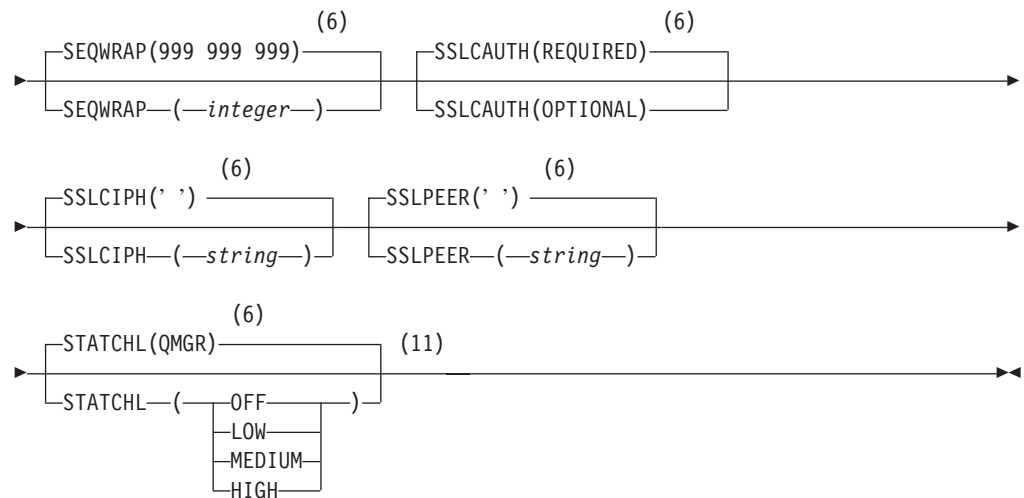 (6) (6)
SEQWRAP(999 999 999) SSLCAUTH(REQUIRED)
SEQWRAP ( integer ) SSLCAUTH(OPTIONAL)
(6) (6)
SSLCIPH(’ ’) SSLPEER(’ ’)
SSLCIPH ( string ) SSLPEER ( string )
(6)
STATCHL(QMGR) (11)
STATCHL ( OFF )
LOW
MEDIUM
HIGH